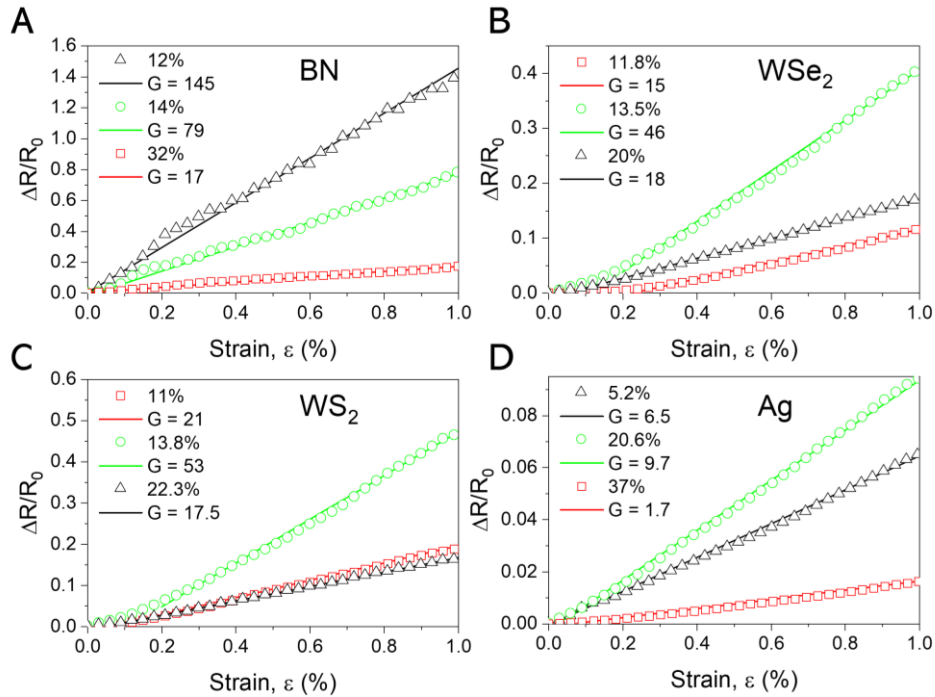 A
BN
12%
G = 145
14%
G = 79
32%
G = 17
ΔR/R0
1.6
1.4
1.2
1.0
0.8
0.6
0.4
0.2
0.0
0.0 0.2 0.4 0.6 0.8 1.0
Strain, ε (%)
B
WSe2
11.8%
G = 15
13.5%
G = 46
20%
G = 18
ΔR/R0
0.4
0.3
0.2
0.1
0.0
0.0 0.2 0.4 0.6 0.8 1.0
Strain, ε (%)
C
WS2
11%
G = 21
13.8%
G = 53
22.3%
G = 17.5
ΔR/R0
0.6
0.5
0.4
0.3
0.2
0.1
0.0
0.0 0.2 0.4 0.6 0.8 1.0
Strain, ε (%)
D
Ag
5.2%
G = 6.5
20.6%
G = 9.7
37%
G = 1.7
ΔR/R0
0.08
0.06
0.04
0.02
0.00
0.0 0.2 0.4 0.6 0.8 1.0
Strain, ε (%)